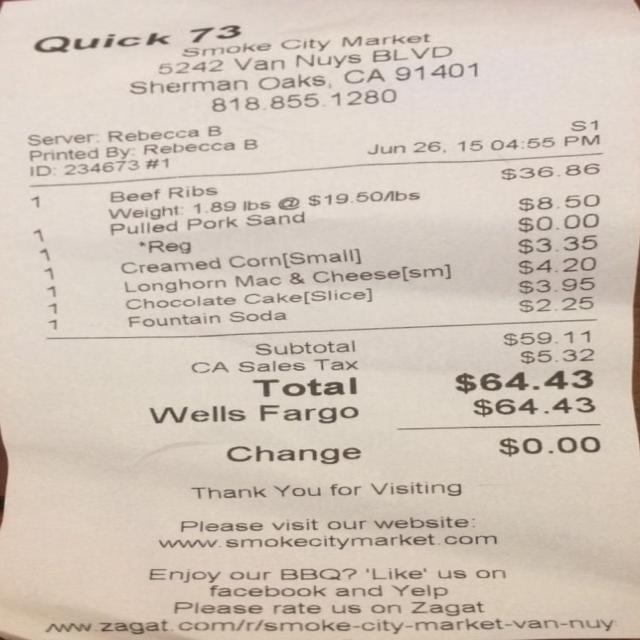 Quick 73
Smoke City Market
5242 Van Nuys BLVD
Sherman Oaks, CA 91401
818.855.1280
Server: Rebecca B S1
Printed By: Rebecca B Jun 26, 15 04:55 PM
ID: 234673 #1
1 Beef Ribs $36.86
Weight: 1.89 lbs @ $19.50/lbs
1 Pulled Pork Sand $8.50
1 *Reg $0.00
1 Creamed Corn[Small] $3.35
1 Longhorn Mac & Cheese[sm] $4.20
1 Chocolate Cake[Slice] $3.95
1 Fountain Soda $2.25
Subtotal $59.11
CA Sales Tax $5.32
Total $64.43
Wells Fargo $64.43
Change $0.00
Thank You for Visiting
Please visit our website:
www.smokecitymarket.com
Enjoy our BBQ? 'Like' us on
facebook and Yelp
Please rate us on Zagat
www.zagat.com/r/smoke-city-market-van-nuy